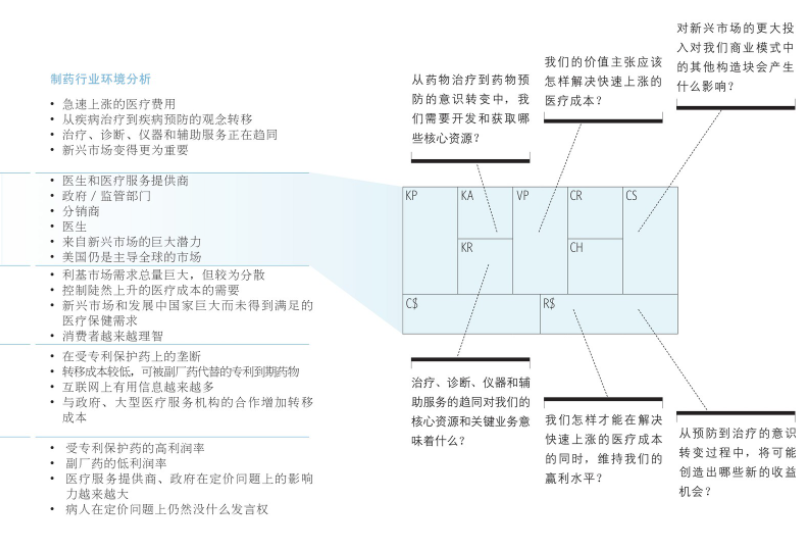 制药行业环境分析
• 急速上涨的医疗费用
• 从疾病治疗到疾病预防的观念转移
• 治疗、诊断、仪器和辅助服务正在趋同
• 新兴市场变得更为重要
• 医生和医疗服务提供商
• 政府 / 监管部门
• 分销商
• 医生
• 来自新兴市场的巨大潜力
• 美国仍是主导全球的市场
• 利基市场需求总量巨大，但较为分散
• 控制陡然上升的医疗成本的需要
• 新兴市场和发展中国家巨大而未得到满足的
医疗保健需求
• 消费者越来越理智
• 在受专利保护药上的垄断
• 转移成本较低，可被副厂药代替的专利到期药物
• 互联网上有用信息越来越多
• 与政府、大型医疗服务机构的合作增加转移
成本
• 受专利保护药的高利润率
• 副厂药的低利润率
• 医疗服务提供商、政府在定价问题上的影响
力越来越大
• 病人在定价问题上仍然没什么发言权
从药物治疗到药物预
防的意识转变中，我
们需要开发和获取哪
些核心资源？
我们的价值主张应该
怎样解决快速上涨的
医疗成本？
对新兴市场的更大投
入对我们商业模式中
的其他构造块会产生
什么影响？
KP
KA
VP
CR
CS
KR
CH
C$
R$
治疗、诊断、仪器和辅
助服务的趋同对我们的
核心资源和关键业务意
味着什么？
我们怎样才能在解决
快速上涨的医疗成本
的同时，维持我们的
赢利水平？
从预防到治疗的意识
转变过程中，将可能
创造出哪些新的收益
机会？